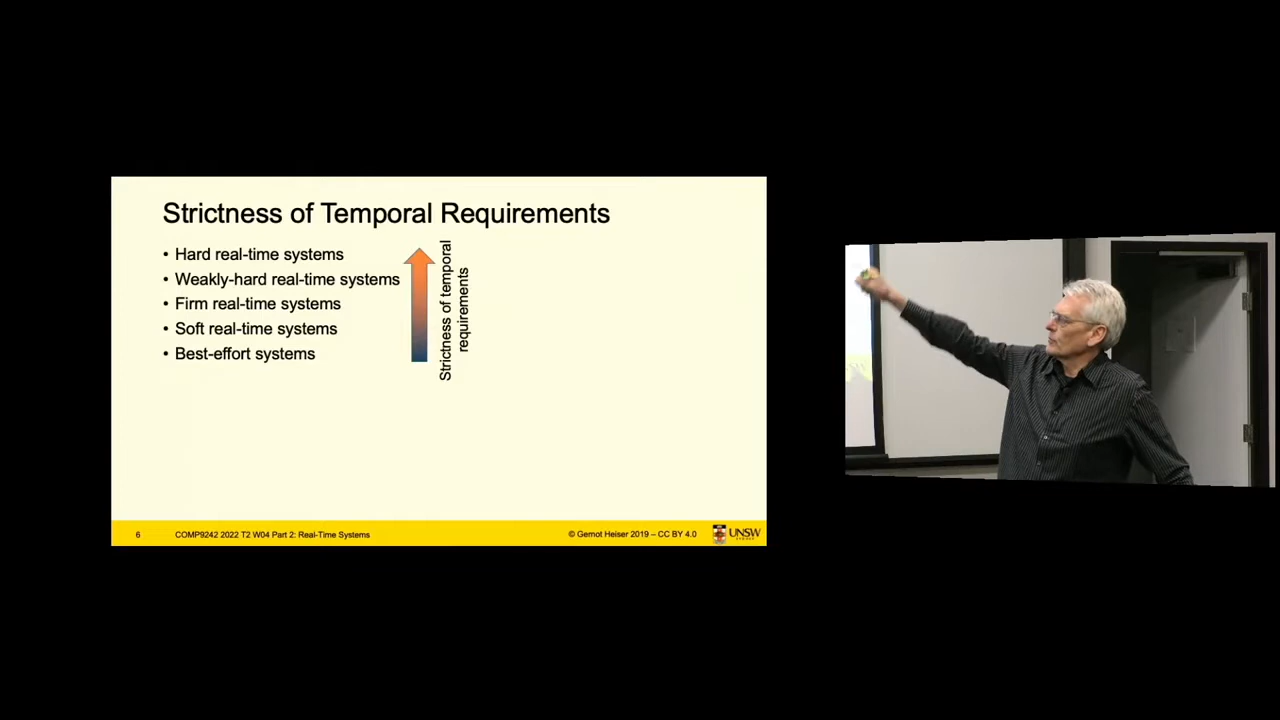 Strictness of Temporal Requirements
• Hard real-time systems
• Weakly-hard real-time systems
• Firm real-time systems
• Soft real-time systems
• Best-effort systems
Strictness of temporal
requirements
6
COMP9242 2022 T2 W04 Part 2: Real-Time Systems
© Gernot Heiser 2019 – CC BY 4.0
UNSW